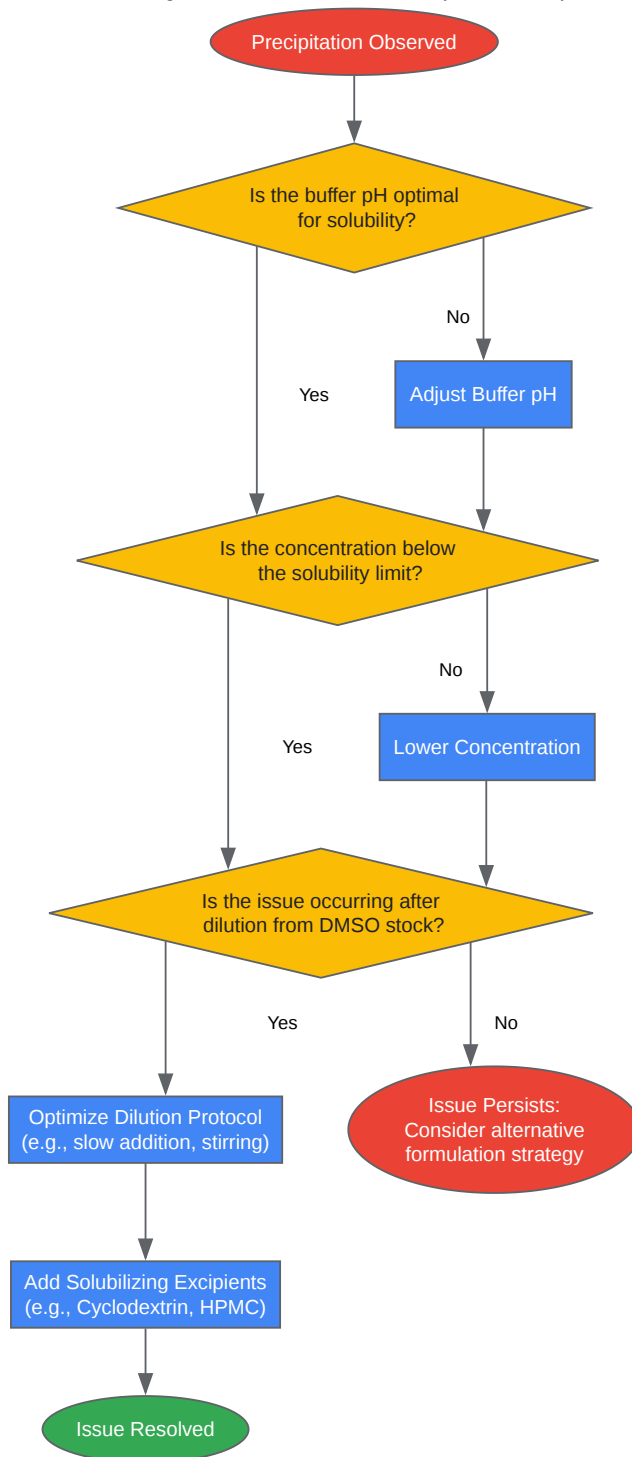 Precipitation Observed
Is the buffer pH optimal
for solubility?
No
Yes
Adjust Buffer pH
Is the concentration below
the solubility limit?
No
Yes
Lower Concentration
Is the issue occurring after
dilution from DMSO stock?
Yes
No
Optimize Dilution Protocol
(e.g., slow addition, stirring)
Issue Persists:
Consider alternative
formulation strategy
Add Solubilizing Excipients
(e.g., Cyclodextrin, HPMC)
Issue Resolved